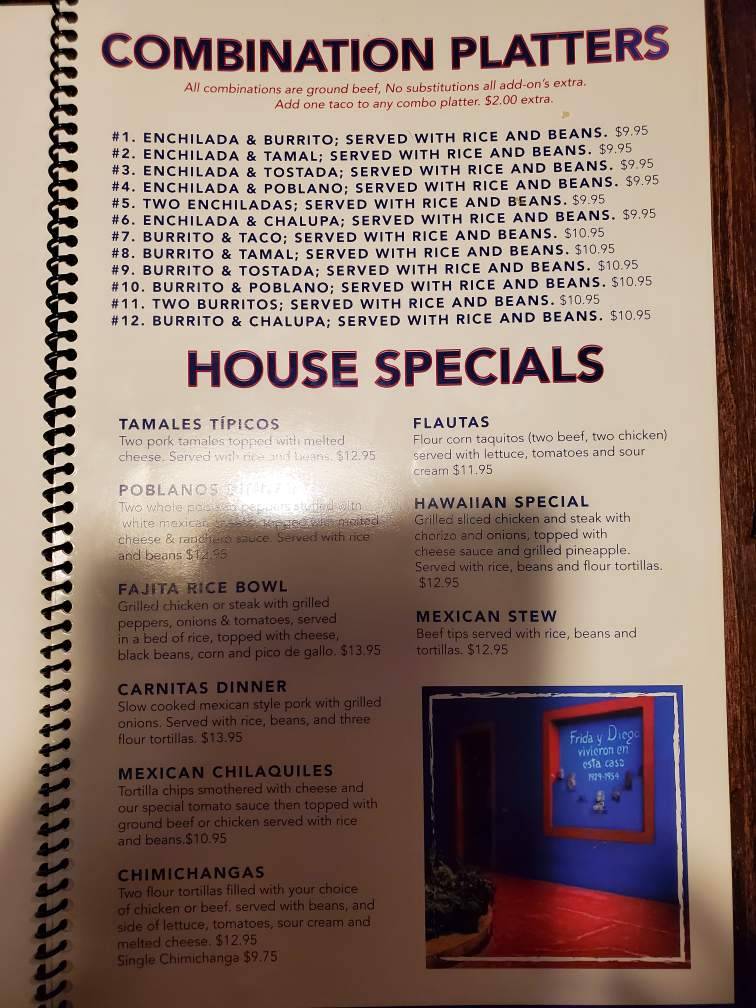 COMBINATION PLATTERS
All combinations are ground beef, No substitutions all add-on's extra.
Add one taco to any combo platter. $2.00 extra.
#1. ENCHILADA & BURRITO; SERVED WITH RICE AND BEANS. $9.95
#2. ENCHILADA & TAMAL; SERVED WITH RICE AND BEANS. $9.95
#3. ENCHILADA & TOSTADA; SERVED WITH RICE AND BEANS. $9.95
#4. ENCHILADA & POBLANO; SERVED WITH RICE AND BEANS. $9.95
#5. TWO ENCHILADAS; SERVED WITH RICE AND BEANS. $9.95
#6. ENCHILADA & CHALUPA; SERVED WITH RICE AND BEANS. $9.95
#7. BURRITO & TACO; SERVED WITH RICE AND BEANS. $10.95
#8. BURRITO & TAMAL; SERVED WITH RICE AND BEANS. $10.95
#9. BURRITO & TOSTADA; SERVED WITH RICE AND BEANS. $10.95
#10. BURRITO & POBLANO; SERVED WITH RICE AND BEANS. $10.95
#11. TWO BURRITOS; SERVED WITH RICE AND BEANS. $10.95
#12. BURRITO & CHALUPA; SERVED WITH RICE AND BEANS. $10.95
HOUSE SPECIALS
TAMALES TÍPICOS
Two pork tamales topped with melted
cheese. Served with rice and beans. $12.95
POBLANOS
Two whole peppers stuffed with
white mexican topped with melted
cheese & ranchero sauce. Served with rice
and beans $12.95
FAJITA RICE BOWL
Grilled chicken or steak with grilled
peppers, onions & tomatoes, served
in a bed of rice, topped with cheese,
black beans, corn and pico de gallo. $13.95
CARNITAS DINNER
Slow cooked mexican style pork with grilled
onions. Served with rice, beans, and three
flour tortillas. $13.95
MEXICAN CHILAQUILES
Tortilla chips smothered with cheese and
our special tomato sauce then topped with
ground beef or chicken served with rice
and beans.$10.95
CHIMICHANGAS
Two flour tortillas filled with your choice
of chicken or beef. served with beans, and
side of lettuce, tomatoes, sour cream and
melted cheese. $12.95
Single Chimichanga $9.75
FLAUTAS
Flour corn taquitos (two beef, two chicken)
served with lettuce, tomatoes and sour
cream $11.95
HAWAIIAN SPECIAL
Grilled sliced chicken and steak with
chorizo and onions, topped with
cheese sauce and grilled pineapple.
Served with rice, beans and flour tortillas.
$12.95
MEXICAN STEW
Beef tips served with rice, beans and
tortillas. $12.95
Frida y Diego
vivieron en
esta casa
1929-1954